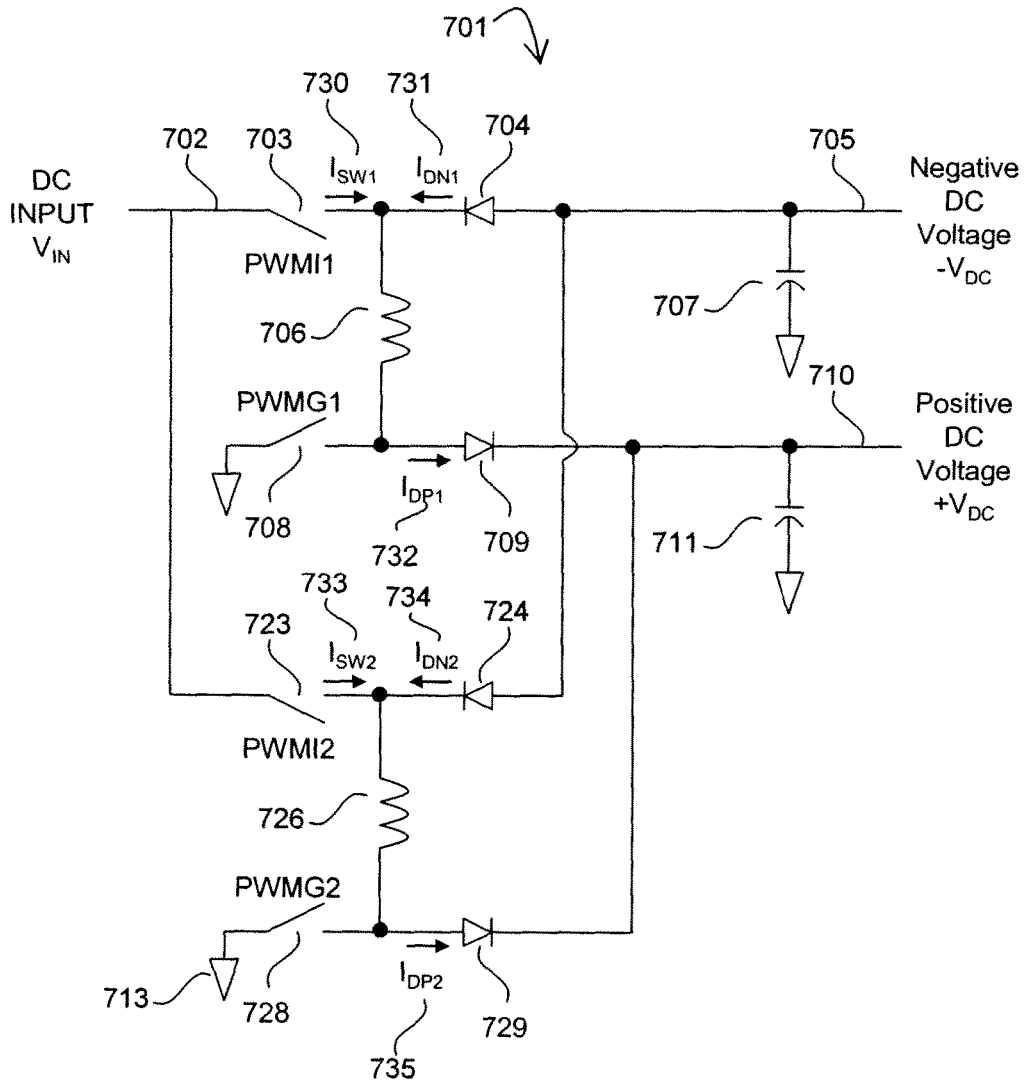 701
730
731
702
703
704
705
I_SW1
I_DN1
DC
INPUT
V_IN
Negative
DC
Voltage
-V_DC
PWMI1
706
707
710
PWMG1
Positive
DC
Voltage
+V_DC
I_DP1
708
732
709
711
733
734
723
724
I_SW2
I_DN2
PWMI2
726
PWMG2
713
728
I_DP2
729
735